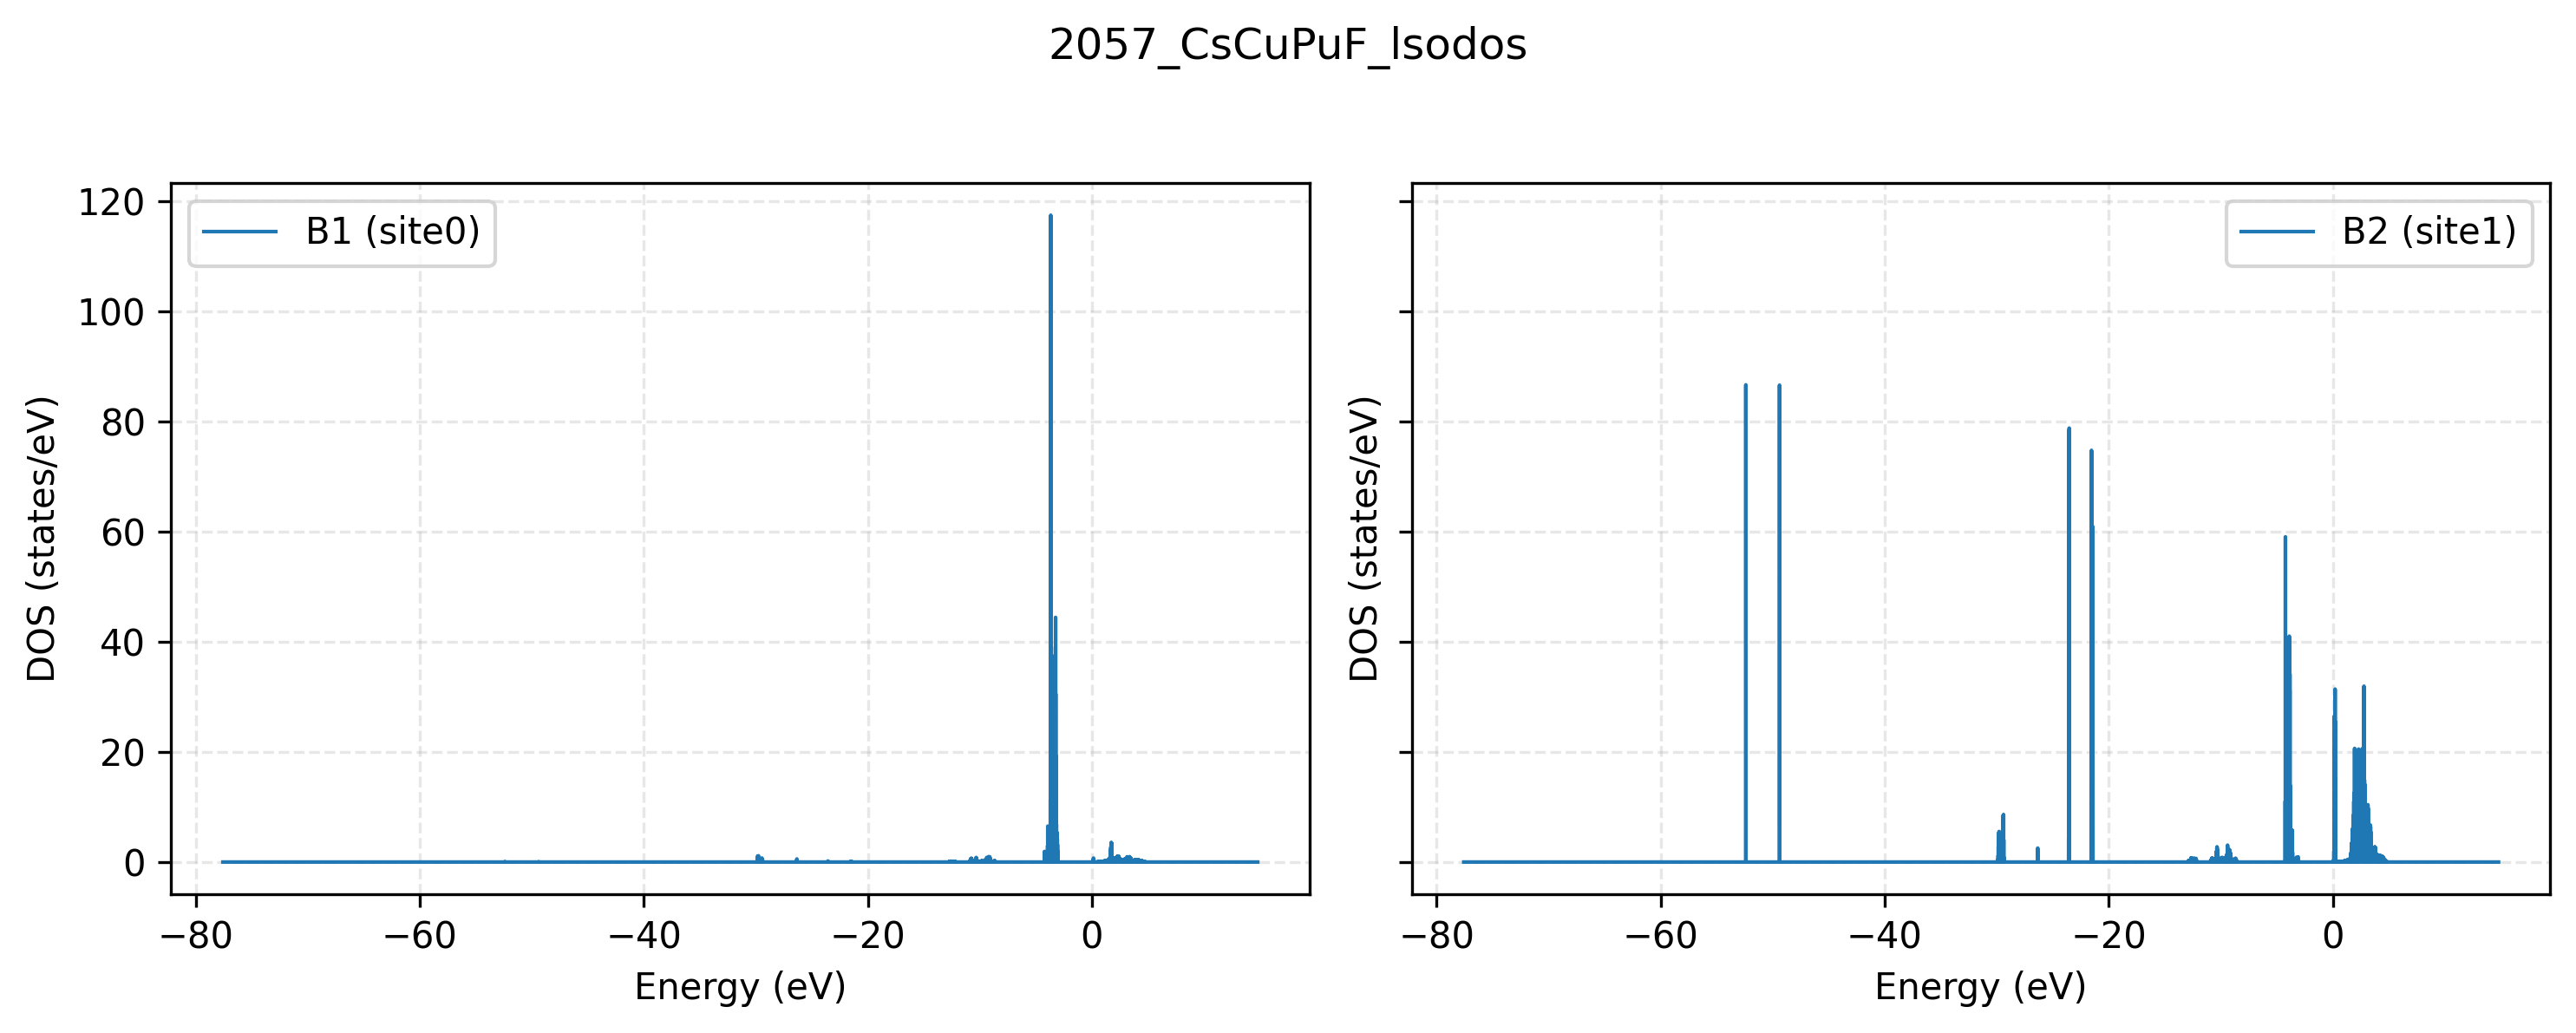 2057_CsCuPuF_lsodos
120
100
80
60
40
20
0
DOS (states/eV)
B1 (site0)
−80 −60 −40 −20 0
Energy (eV)
DOS (states/eV)
B2 (site1)
−80 −60 −40 −20 0
Energy (eV)